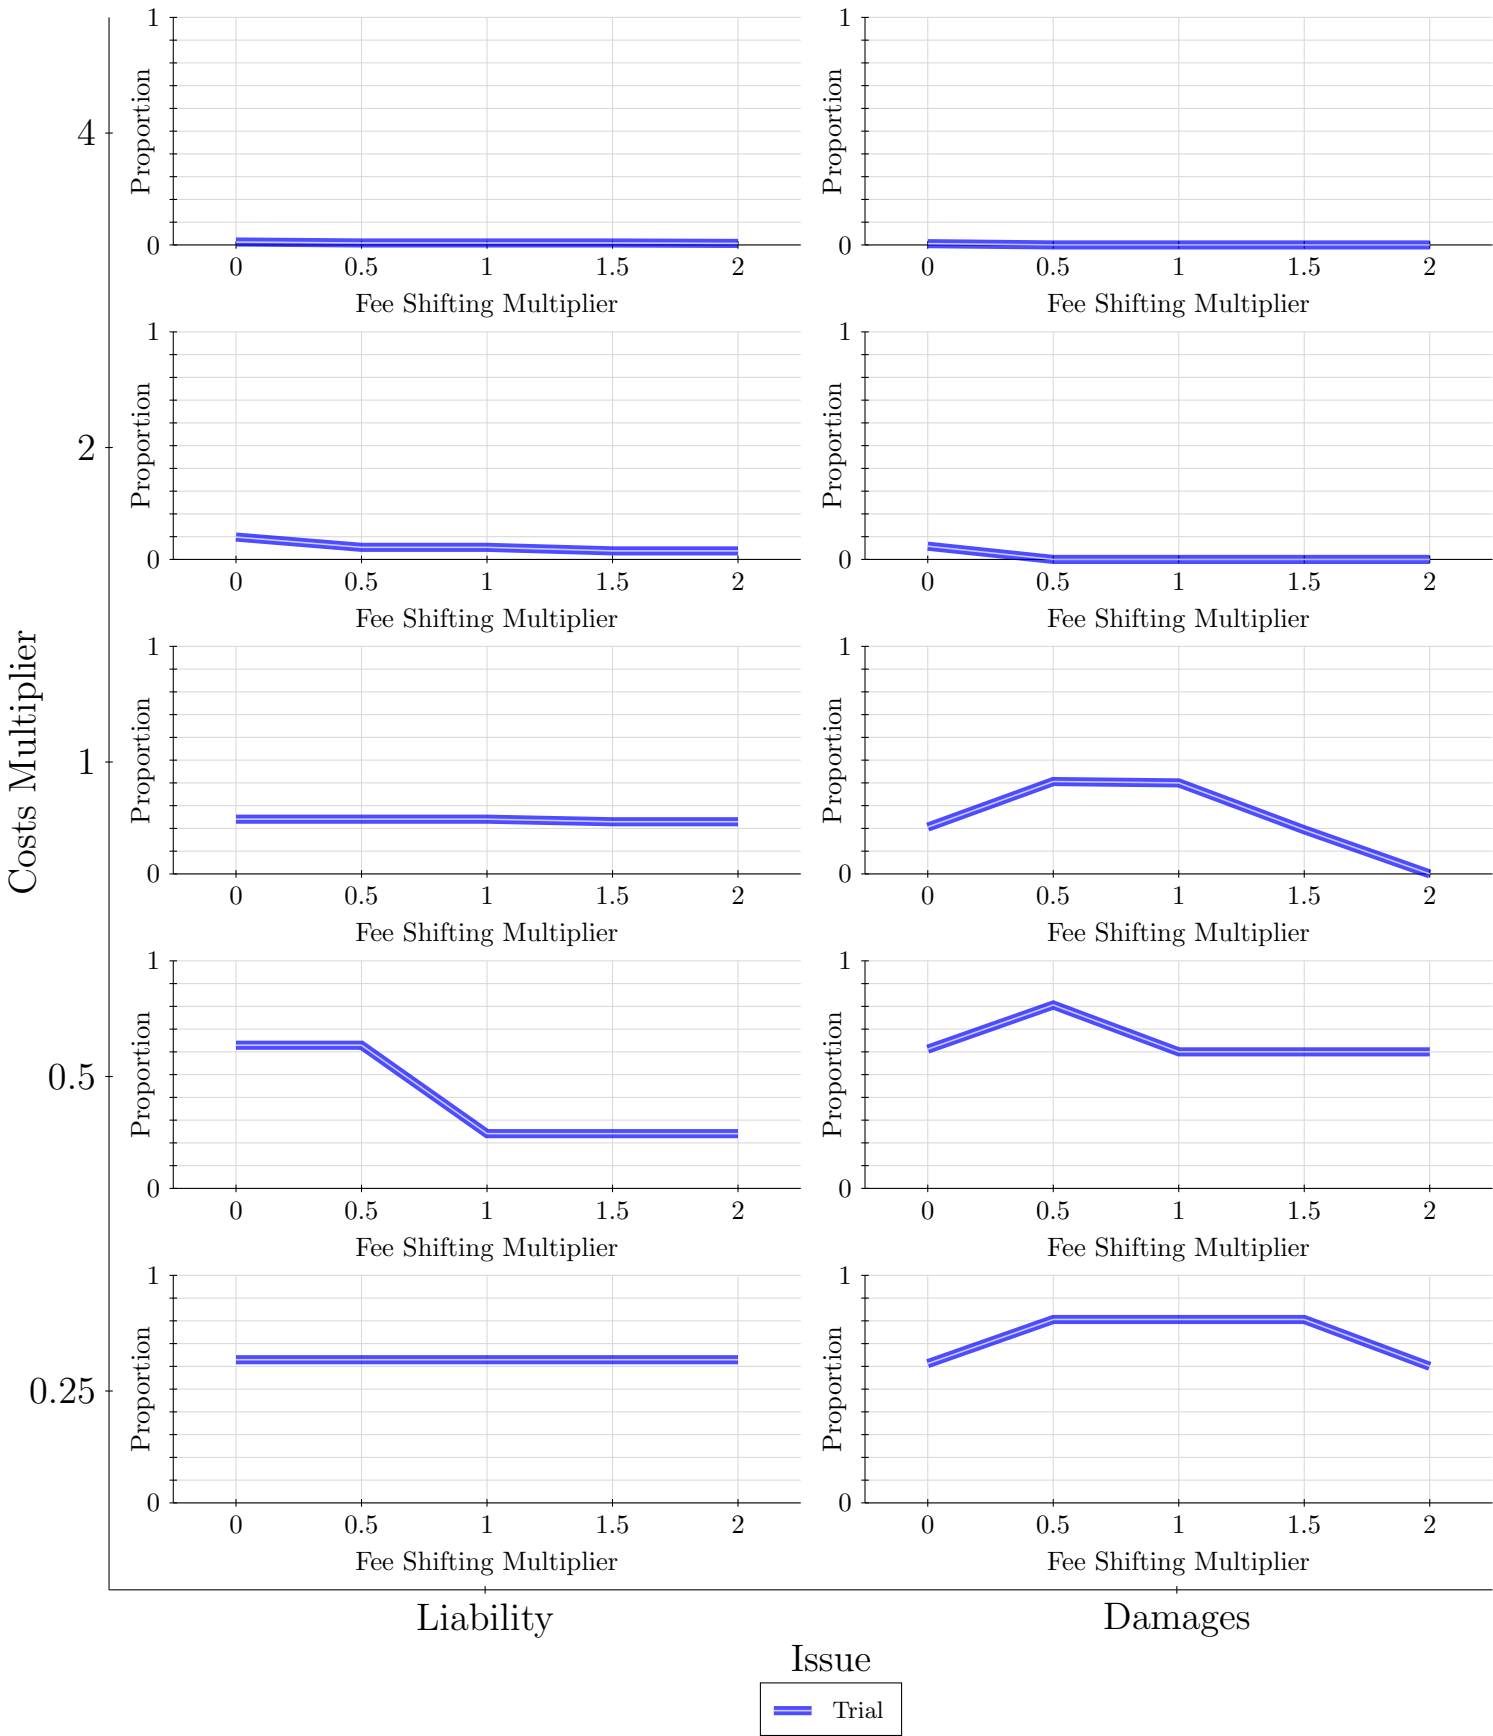 1
Proportion
0
0 0.5 1 1.5 2
Fee Shifting Multiplier
1
Proportion
0
0 0.5 1 1.5 2
Fee Shifting Multiplier
4
1
Proportion
0
0 0.5 1 1.5 2
Fee Shifting Multiplier
1
Proportion
0
0 0.5 1 1.5 2
Fee Shifting Multiplier
2
Costs Multiplier
1
Proportion
0
0 0.5 1 1.5 2
Fee Shifting Multiplier
1
Proportion
0
0 0.5 1 1.5 2
Fee Shifting Multiplier
1
1
Proportion
0
0 0.5 1 1.5 2
Fee Shifting Multiplier
1
Proportion
0
0 0.5 1 1.5 2
Fee Shifting Multiplier
0.5
1
Proportion
0
0 0.5 1 1.5 2
Fee Shifting Multiplier
1
Proportion
0
0 0.5 1 1.5 2
Fee Shifting Multiplier
0.25
Liability Damages
Issue
Trial